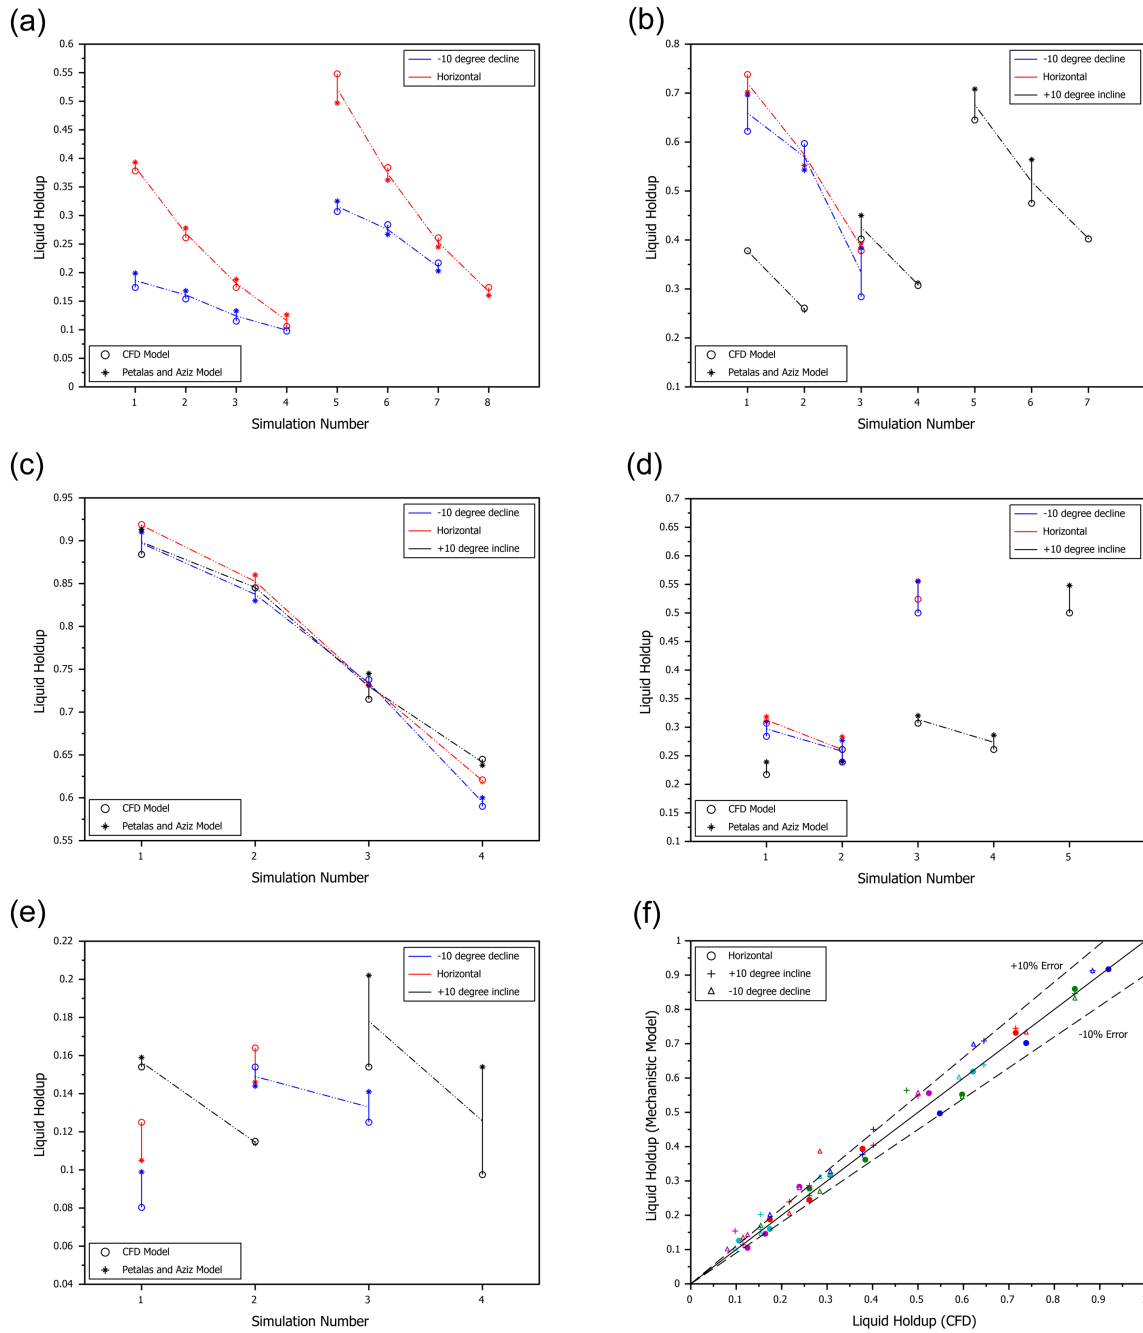 (a)
0.6
0.55
0.5
0.45
0.4
0.35
0.3
0.25
0.2
0.15
0.1
0.05
0
Liquid Holdup
-10 degree decline
Horizontal
CFD Model
Petalas and Aziz Model
1 2 3 4 5 6 7 8
Simulation Number
(b)
0.8
0.7
0.6
0.5
0.4
0.3
0.2
0.1
Liquid Holdup
-10 degree decline
Horizontal
+10 degree incline
CFD Model
Petalas and Aziz Model
1 2 3 4 5 6 7
Simulation Number
(c)
0.95
0.9
0.85
0.8
0.75
0.7
0.65
0.6
0.55
Liquid Holdup
-10 degree decline
Horizontal
+10 degree incline
CFD Model
Petalas and Aziz Model
1 2 3 4
Simulation Number
(d)
0.7
0.65
0.6
0.55
0.5
0.45
0.4
0.35
0.3
0.25
0.2
0.15
0.1
Liquid Holdup
-10 degree decline
Horizontal
+10 degree incline
CFD Model
Petalas and Aziz Model
1 2 3 4 5
Simulation Number
(e)
0.22
0.2
0.18
0.16
0.14
0.12
0.1
0.08
0.06
0.04
Liquid Holdup
-10 degree decline
Horizontal
+10 degree incline
CFD Model
Petalas and Aziz Model
1 2 3 4
Simulation Number
(f)
1
0.9
0.8
0.7
0.6
0.5
0.4
0.3
0.2
0.1
0
Liquid Holdup (Mechanistic Model)
Horizontal
+10 degree incline
-10 degree decline
+10% Error
-10% Error
0 0.1 0.2 0.3 0.4 0.5 0.6 0.7 0.8 0.9
Liquid Holdup (CFD)